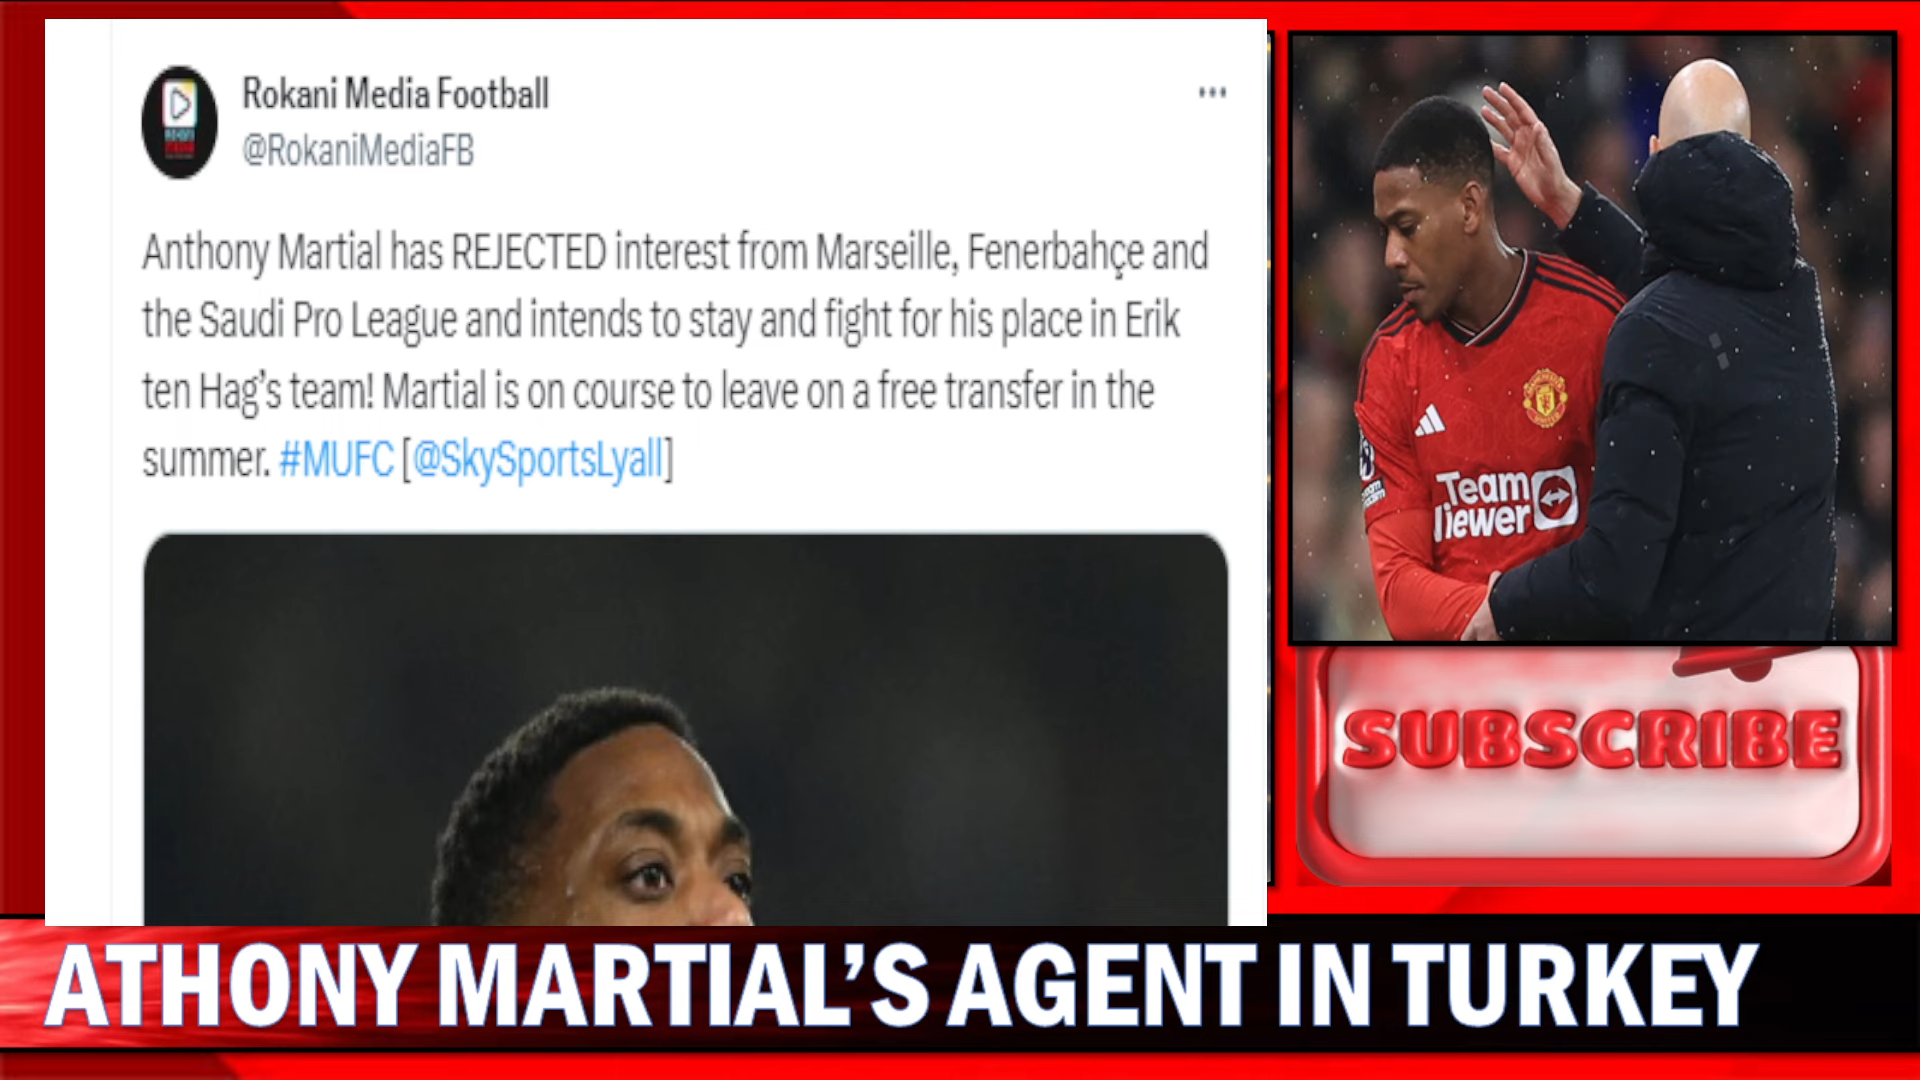 Rokani Media Football
@RokaniMediaFB
Anthony Martial has REJECTED interest from Marseille, Fenerbahçe and
the Saudi Pro League and intends to stay and fight for his place in Erik
ten Hag’s team! Martial is on course to leave on a free transfer in the
summer. #MUFC [@SkySportsLyall]
Team
Viewer
SUBSCRIBE
ATHONY MARTIAL’S AGENT IN TURKEY